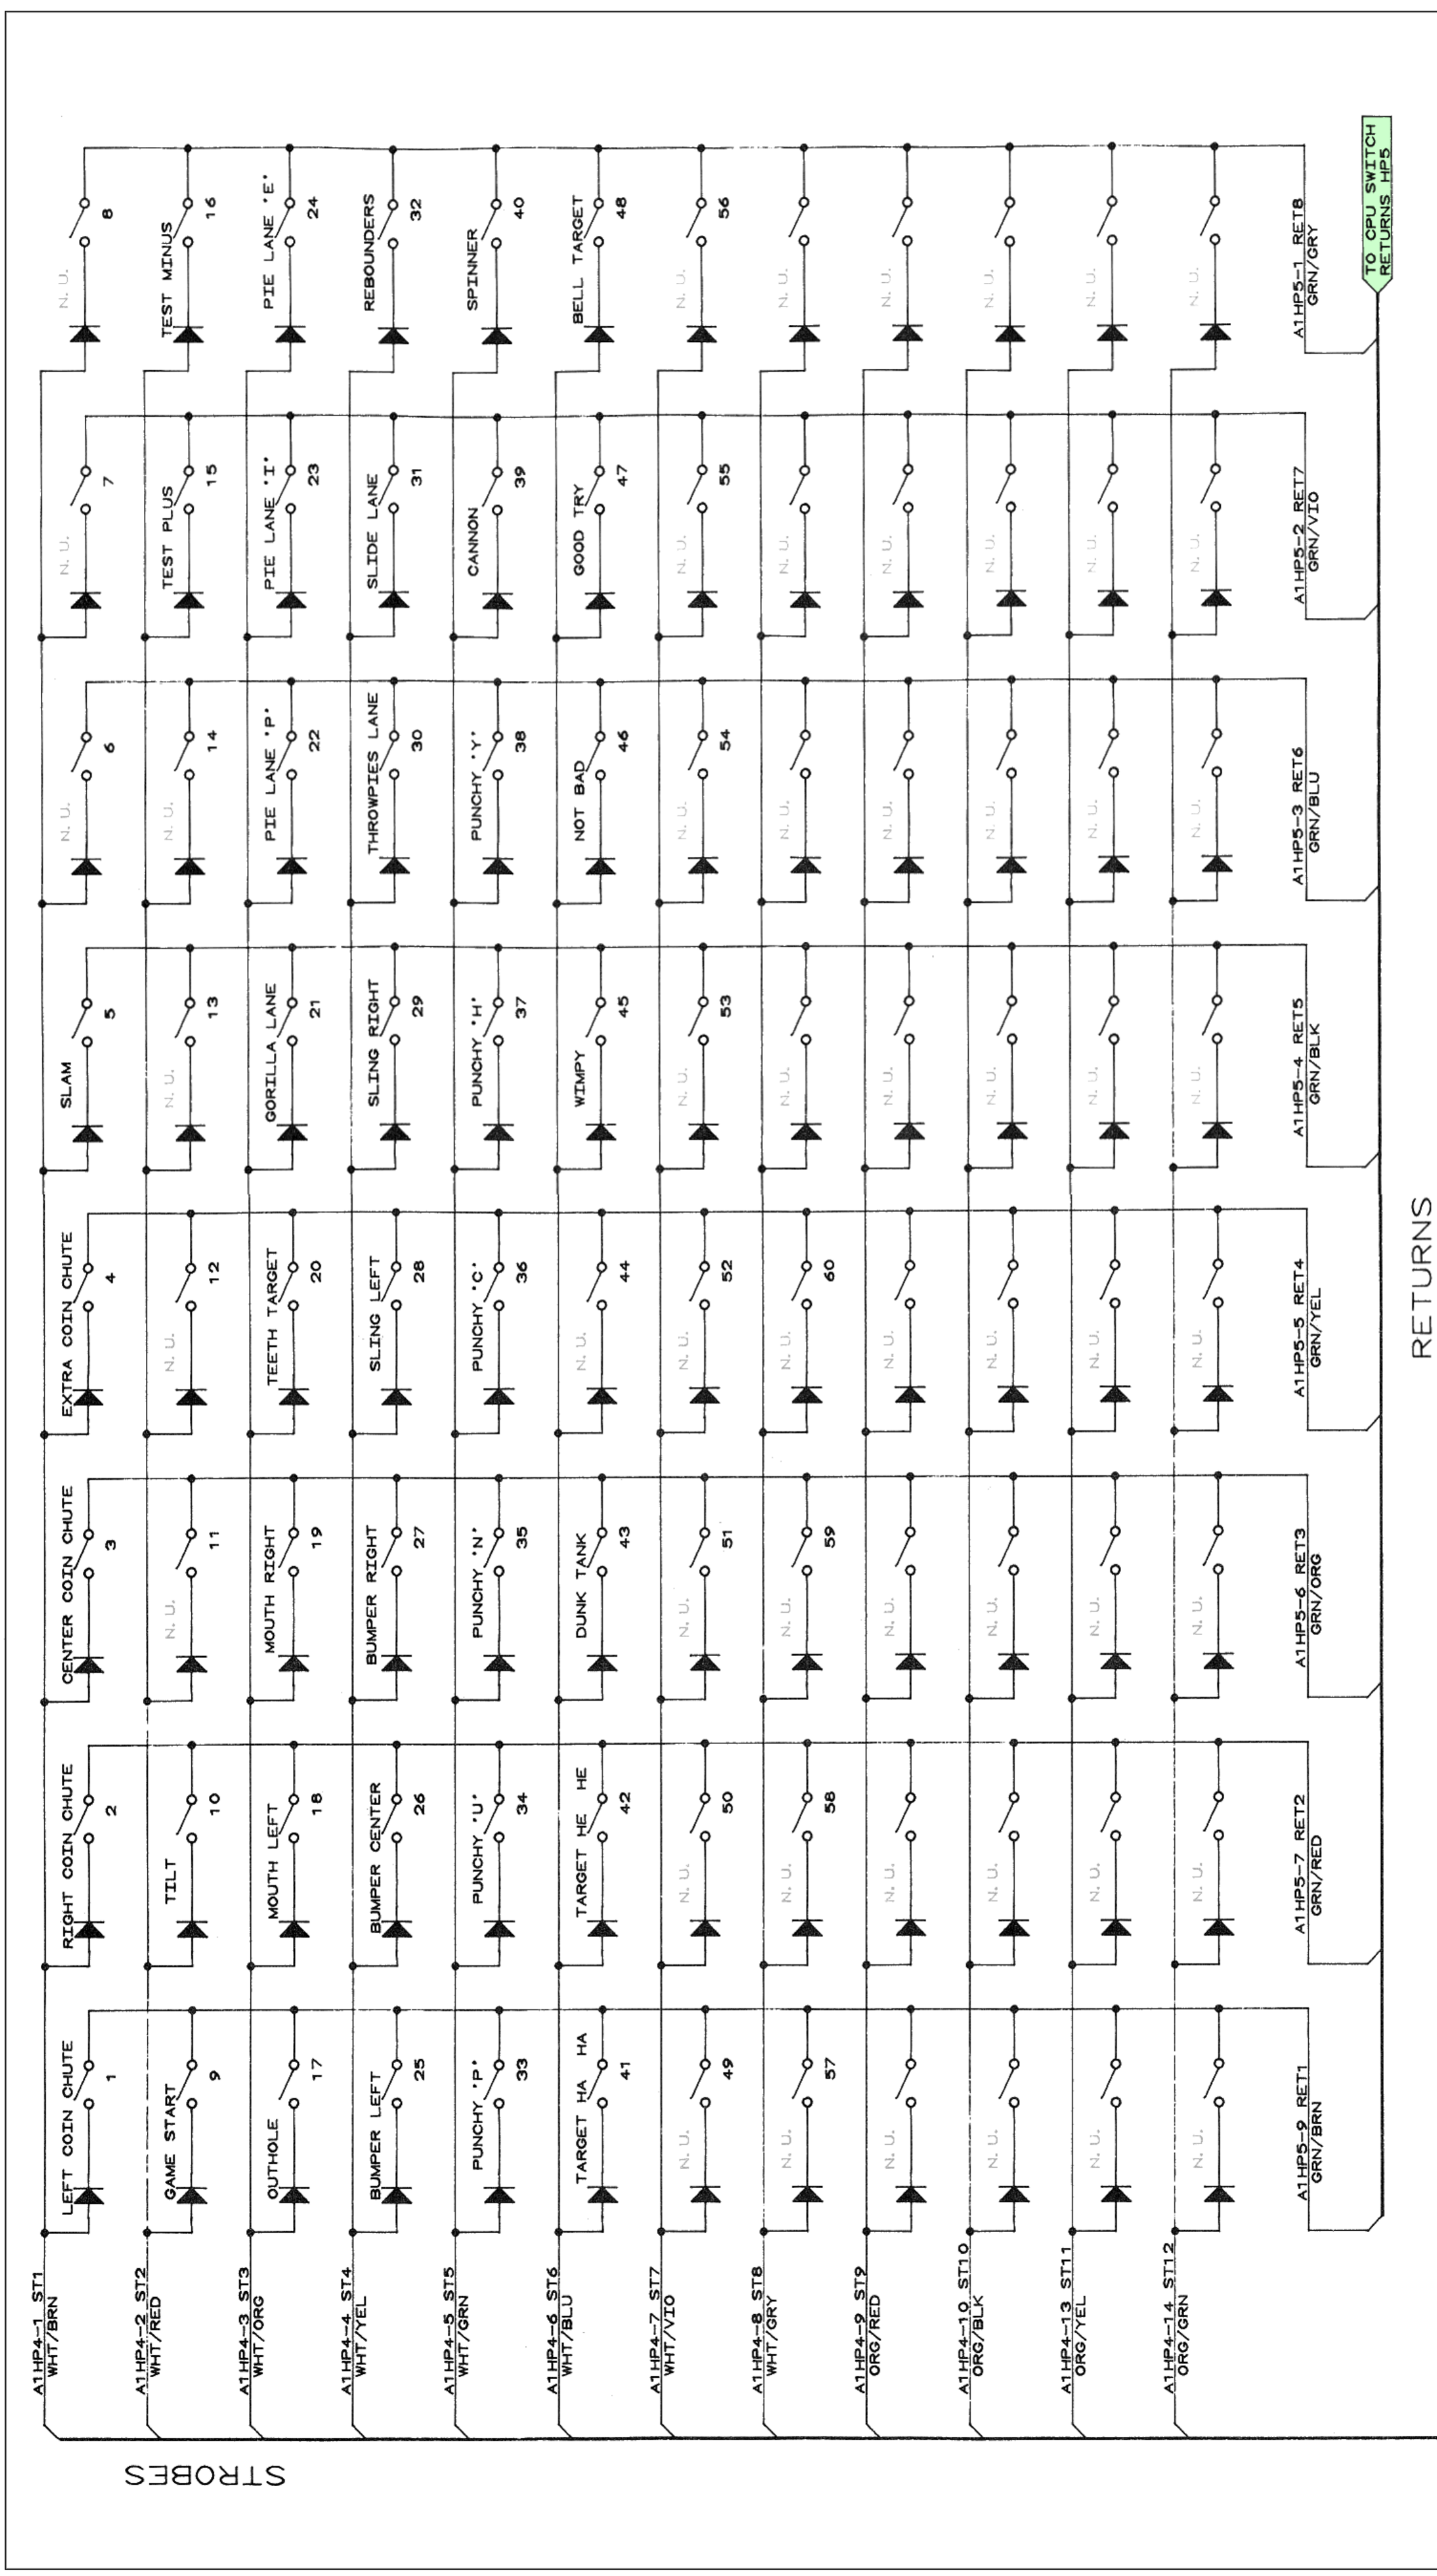 STROBES
A1HP4-1 ST1
WHT/BRN
LEFT COIN CHUTE
1
RIGHT COIN CHUTE
2
CENTER COIN CHUTE
3
EXTRA COIN CHUTE
4
SLAM
5
N. U.
6
N. U.
7
N. U.
8
A1HP4-2 ST2
WHT/RED
GAME START
9
TILT
10
N. U.
11
N. U.
12
N. U.
13
N. U.
14
TEST PLUS
15
TEST MINUS
16
A1HP4-3 ST3
WHT/ORG
OUTHOLE
17
MOUTH LEFT
18
MOUTH RIGHT
19
TEETH TARGET
20
GORILLA LANE
21
PIE LANE 'P'
22
PIE LANE 'I'
23
PIE LANE 'E'
24
A1HP4-4 ST4
WHT/YEL
BUMPER LEFT
25
BUMPER CENTER
26
BUMPER RIGHT
27
SLING LEFT
28
SLING RIGHT
29
THROWPIES LANE
30
SLIDE LANE
31
REBOUNDERS
32
A1HP4-5 ST5
WHT/GRN
PUNCHY 'P'
33
PUNCHY 'U'
34
PUNCHY 'N'
35
PUNCHY 'C'
36
PUNCHY 'H'
37
PUNCHY 'Y'
38
CANNON
39
SPINNER
40
A1HP4-6 ST6
WHT/BLU
TARGET HA HA
41
TARGET HE HE
42
DUNK TANK
43
N. U.
44
WIMPY
45
NOT BAD
46
GOOD TRY
47
BELL TARGET
48
A1HP4-7 ST7
WHT/VIO
N. U.
49
N. U.
50
N. U.
51
N. U.
52
N. U.
53
N. U.
54
N. U.
55
N. U.
56
A1HP4-8 ST8
WHT/GRY
N. U.
57
N. U.
58
N. U.
59
N. U.
60
N. U.
N. U.
N. U.
N. U.
A1HP4-9 ST9
ORG/RED
N. U.
N. U.
N. U.
N. U.
N. U.
N. U.
N. U.
N. U.
A1HP4-10 ST10
ORG/BLK
N. U.
N. U.
N. U.
N. U.
N. U.
N. U.
N. U.
N. U.
A1HP4-13 ST11
ORG/YEL
N. U.
N. U.
N. U.
N. U.
N. U.
N. U.
N. U.
N. U.
A1HP4-14 ST12
ORG/GRN
N. U.
N. U.
N. U.
N. U.
N. U.
N. U.
N. U.
N. U.
A1HP5-9 RET1
GRN/BRN
A1HP5-7 RET2
GRN/RED
A1HP5-6 RET3
GRN/ORG
A1HP5-5 RET4
GRN/YEL
A1HP5-4 RET5
GRN/BLK
A1HP5-3 RET6
GRN/BLU
A1HP5-2 RET7
GRN/VIO
A1HP5-1 RET8
GRN/GRY
TO CPU SWITCH
RETURNS HP5
RETURNS